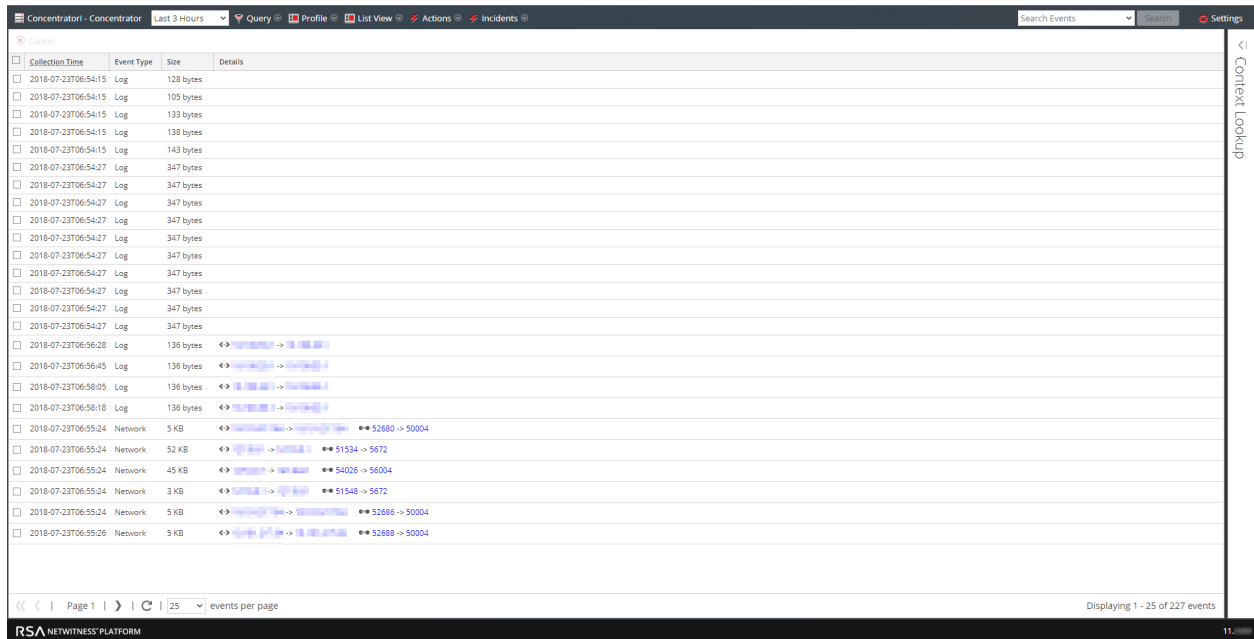 ConcentratorI - Concentrator Last 3 Hours Query Profile List View Actions Incidents Search Events Search Settings
Cancel
Collection Time Event Type Size Details
2018-07-23T06:54:15 Log 128 bytes
2018-07-23T06:54:15 Log 105 bytes
2018-07-23T06:54:15 Log 133 bytes
2018-07-23T06:54:15 Log 138 bytes
2018-07-23T06:54:15 Log 143 bytes
2018-07-23T06:54:27 Log 347 bytes
2018-07-23T06:54:27 Log 347 bytes
2018-07-23T06:54:27 Log 347 bytes
2018-07-23T06:54:27 Log 347 bytes
2018-07-23T06:54:27 Log 347 bytes
2018-07-23T06:54:27 Log 347 bytes
2018-07-23T06:54:27 Log 347 bytes
2018-07-23T06:54:27 Log 347 bytes
2018-07-23T06:54:27 Log 347 bytes
2018-07-23T06:54:27 Log 347 bytes
2018-07-23T06:56:28 Log 136 bytes ->
2018-07-23T06:56:45 Log 136 bytes ->
2018-07-23T06:58:05 Log 136 bytes ->
2018-07-23T06:58:18 Log 136 bytes ->
2018-07-23T06:55:24 Network 5 KB -> 52680 -> 50004
2018-07-23T06:55:24 Network 52 KB -> 51534 -> 5672
2018-07-23T06:55:24 Network 45 KB -> 54026 -> 56004
2018-07-23T06:55:24 Network 3 KB -> 51548 -> 5672
2018-07-23T06:55:24 Network 5 KB -> 52686 -> 50004
2018-07-23T06:55:26 Network 5 KB -> 52688 -> 50004
Context Lookup
Page 1 25 events per page Displaying 1 - 25 of 227 events
RSA NETWITNESS® PLATFORM 11.